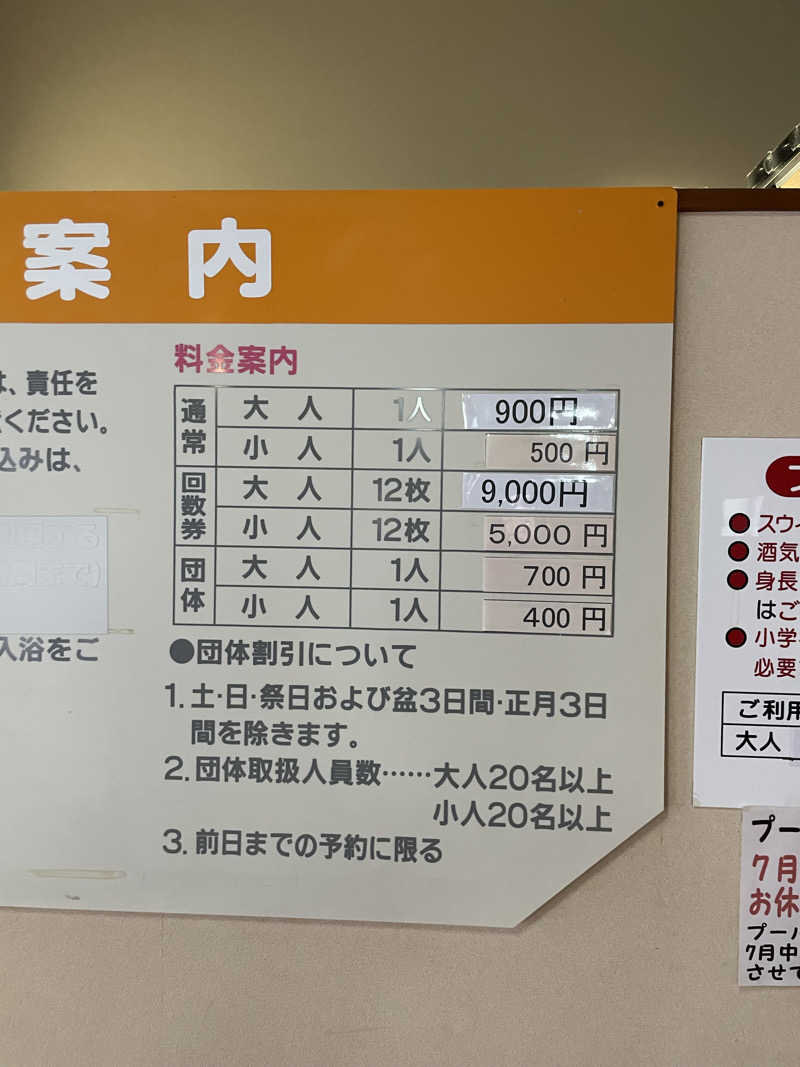 案内
は、責任を
ください。
込みは、
入浴をご
料金案内
通常 大人 1人 900円
小人 1人 500円
回数券 大人 12枚 9,000円
小人 12枚 5,000円
団体 大人 1人 700円
小人 1人 400円
●団体割引について
1.土・日・祭日および盆3日間・正月3日
間を除きます。
2.団体取扱人員数……大人20名以上
小人20名以上
3.前日までの予約に限る
●スウ
●酒気
●身長
はご
●小学
必要
ご利用
大人
プー
7月
お休
プー
7月中
させて